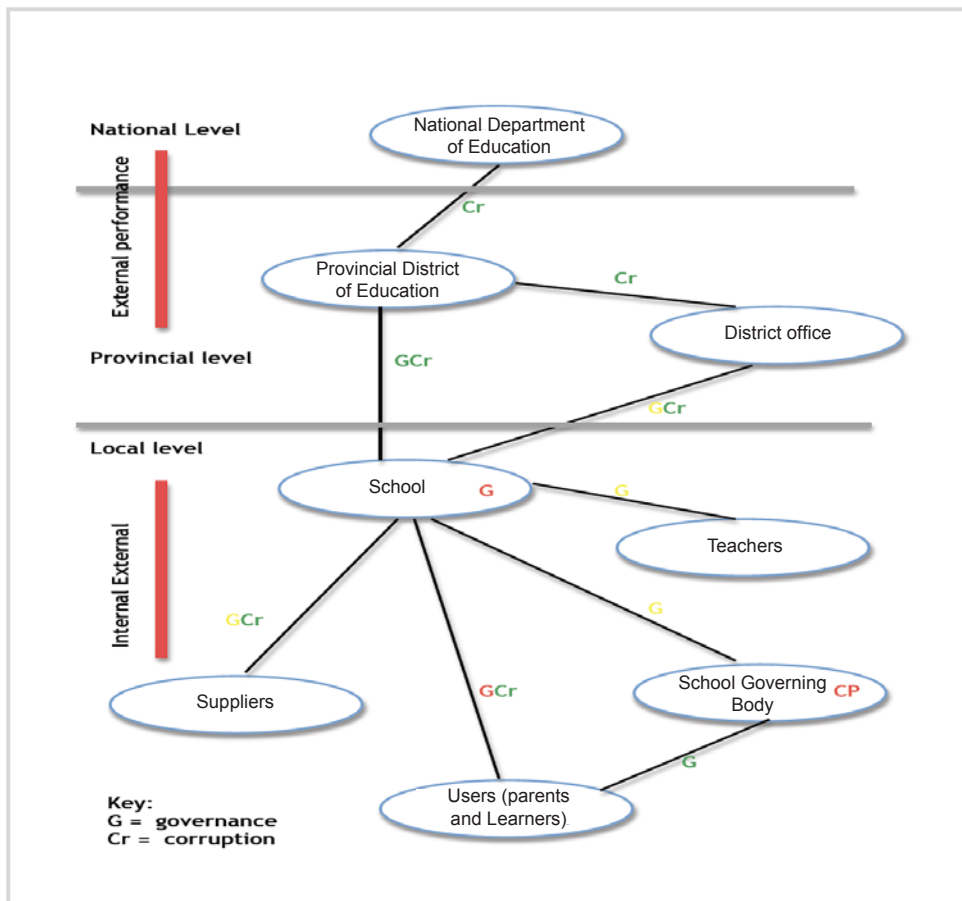 National Level
National Department
of Education
External performance
Cr
Provincial District
of Education
Cr
District office
Provincial level
GCr
GCr
Local level
School
G
G
Teachers
Internal External
GCr
G
GCr
Suppliers
School Governing
Body
CP
G
Users (parents
and Learners)
Key:
G = governance
Cr = corruption